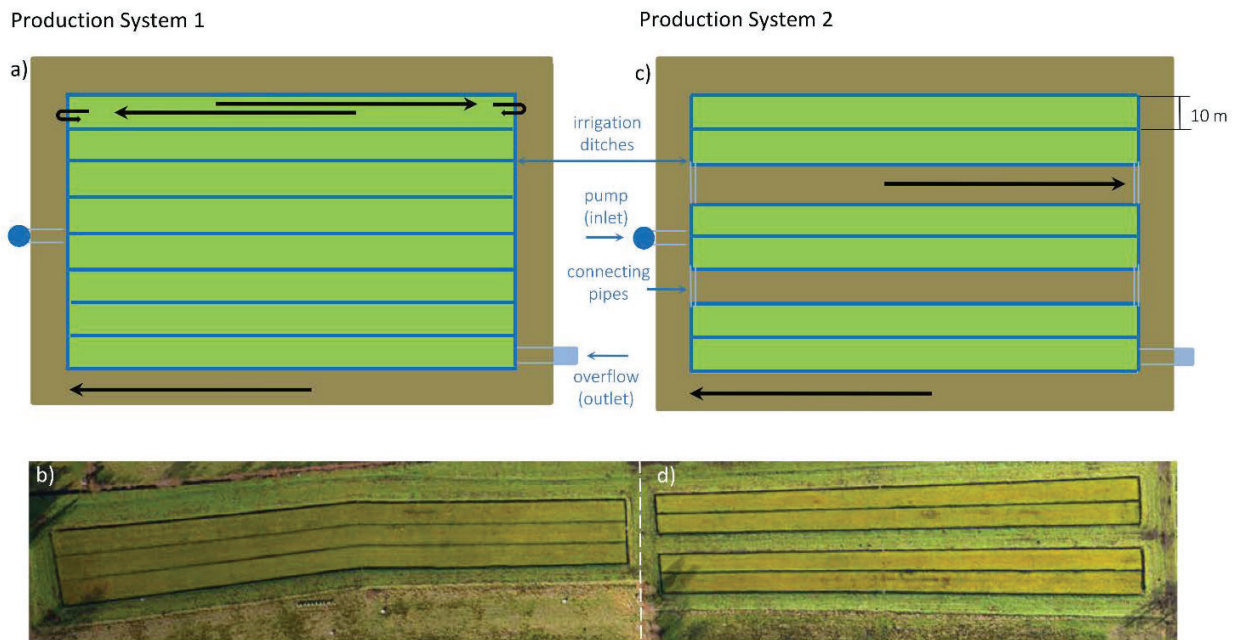 Production System 1
Production System 2
a)
c)
10 m
irrigation
ditches
pump
(inlet)
connecting
pipes
overflow
(outlet)
b)
d)